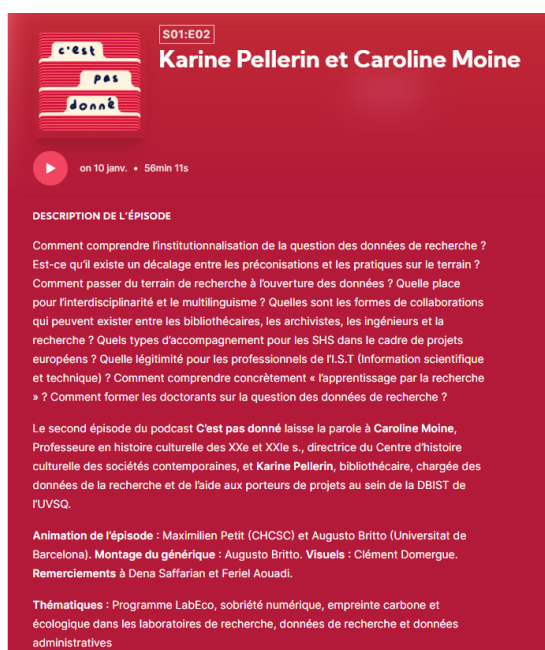 c'est
pas
donné
S01:E02
Karine Pellerin et Caroline Moine
on 10 janv. • 56min 11s
DESCRIPTION DE L'ÉPISODE
Comment comprendre l'institutionnalisation de la question des données de recherche ?
Est-ce qu'il existe un décalage entre les préconisations et les pratiques sur le terrain ?
Comment passer du terrain de recherche à l'ouverture des données ? Quelle place
pour l'interdisciplinarité et le multilinguisme ? Quelles sont les formes de collaborations
qui peuvent exister entre les bibliothécaires, les archivistes, les ingénieurs et la
recherche ? Quels types d'accompagnement pour les SHS dans le cadre de projets
européens ? Quelle légitimité pour les professionnels de l'I.S.T (Information scientifique
et technique) ? Comment comprendre concrètement « l'apprentissage par la recherche
» ? Comment former les doctorants sur la question des données de recherche ?
Le second épisode du podcast C'est pas donné laisse la parole à Caroline Moine,
Professeure en histoire culturelle des XXe et XXIe s., directrice du Centre d'histoire
culturelle des sociétés contemporaines, et Karine Pellerin, bibliothécaire, chargée des
données de la recherche et de l'aide aux porteurs de projets au sein de la DBIST de
l'UVSQ.
Animation de l'épisode : Maximilien Petit (CHCSC) et Augusto Britto (Universitat de
Barcelona). Montage du générique : Augusto Britto. Visuels : Clément Domergue.
Remerciements à Dena Saffarian et Feriel Aouadi.
Thématiques : Programme LabEco, sobriété numérique, empreinte carbone et
écologique dans les laboratoires de recherche, données de recherche et données
administratives